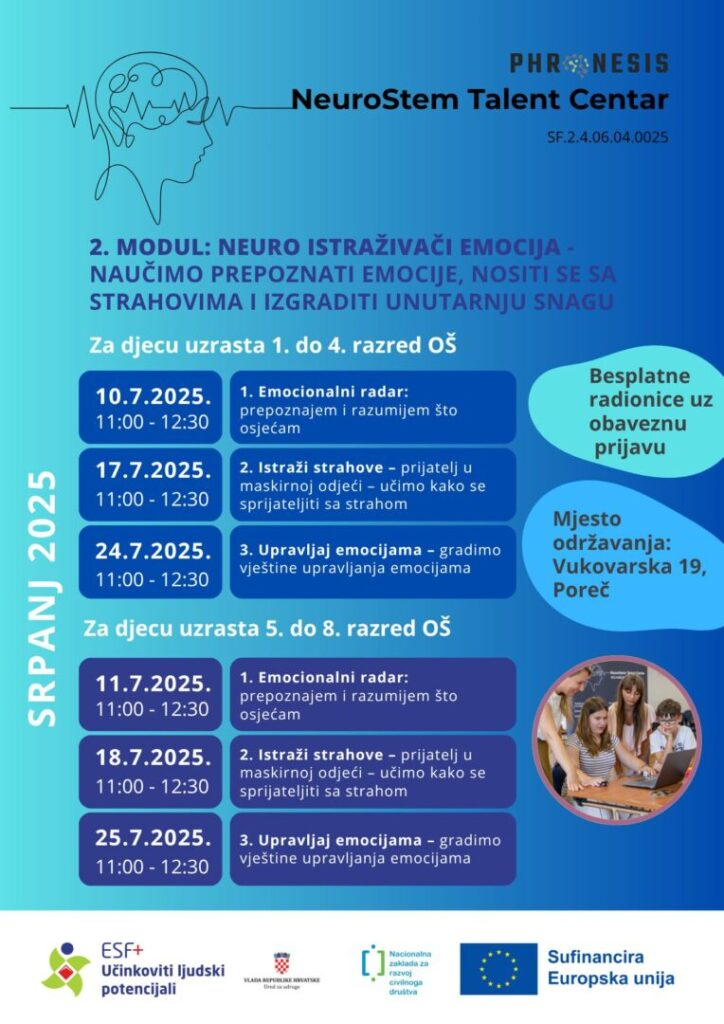 PHRONESIS
NeuroStem Talent Centar
SF.2.4.06.04.0025
2. MODUL: NEURO ISTRAŽIVAČI EMOCIJA -
NAUČIMO PREPOZNATI EMOCIJE, NOSITI SE SA
STRAHOVIMA I IZGRADITI UNUTARNJU SNAGU
Za djecu uzrasta 1. do 4. razred OŠ
10.7.2025.
11:00 - 12:30
1. Emocionalni radar:
prepoznajem i razumijem što
osjećam
17.7.2025.
11:00 - 12:30
2. Istraži strahove – prijatelj u
maskirnoj odjeći – učimo kako se
sprijateljiti sa strahom
24.7.2025.
11:00 - 12:30
3. Upravljaj emocijama – gradimo
vještine upravljanja emocijama
Besplatne
radionice uz
obaveznu
prijavu
Mjesto
održavanja:
Vukovarska 19,
Poreč
SRPANJ 2025
Za djecu uzrasta 5. do 8. razred OŠ
11.7.2025.
11:00 - 12:30
1. Emocionalni radar:
prepoznajem i razumijem što
osjećam
18.7.2025.
11:00 - 12:30
2. Istraži strahove – prijatelj u
maskirnoj odjeći – učimo kako se
sprijateljiti sa strahom
25.7.2025.
11:00 - 12:30
3. Upravljaj emocijama – gradimo
vještine upravljanja emocijama
ESF+
Učinkoviti ljudski
potencijali
VLADA REPUBLIKE HRVATSKE
Ured za udruge
Nacionalna
zaklada za
razvoj
civilnoga
društva
Sufinancira
Europska unija